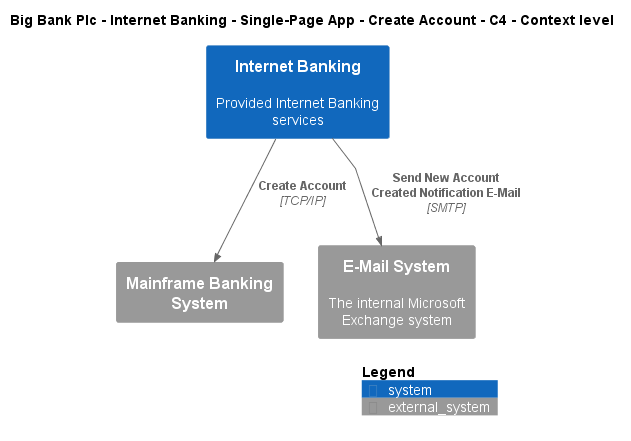 Big Bank Plc - Internet Banking - Single-Page App - Create Account - C4 - Context level
Internet Banking
Provided Internet Banking
services
Create Account
[TCP/IP]
Send New Account
Created Notification E-Mail
[SMTP]
Mainframe Banking
System
E-Mail System
The internal Microsoft
Exchange system
Legend
system
external_system